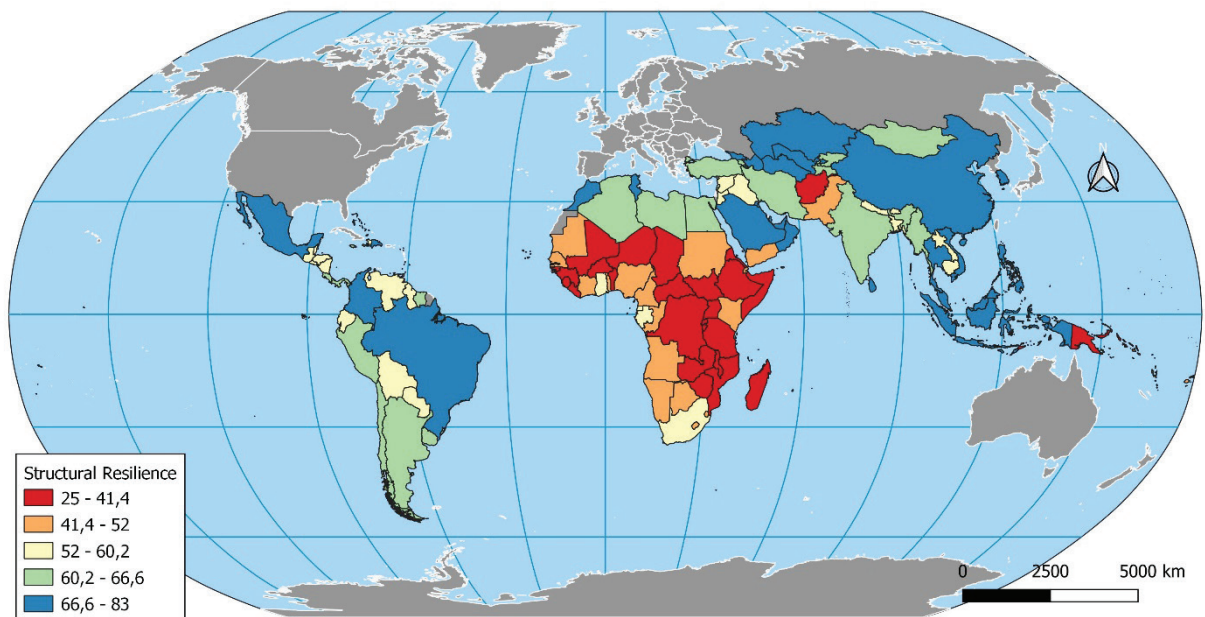 N
Structural Resilience
25 - 41,4
41,4 - 52
52 - 60,2
60,2 - 66,6
66,6 - 83
0 2500 5000 km